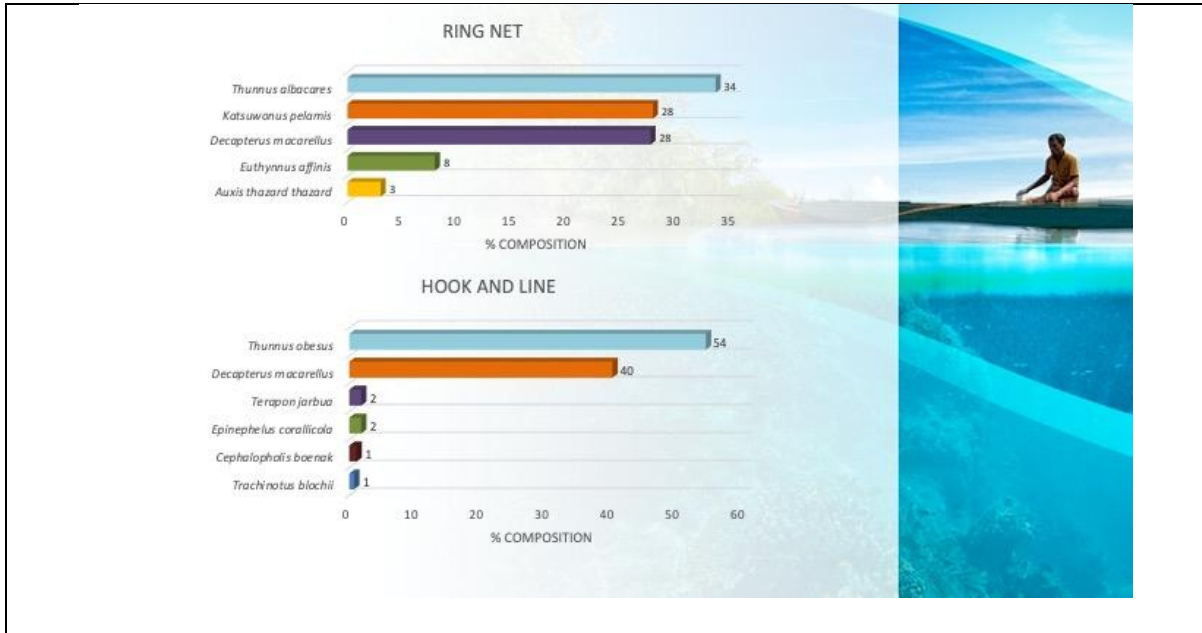 RING NET
Thunnus albacares 34
Katsuwonus pelamis 28
Decapterus macarellus 28
Euthynnus affinis 8
Auxis thazard thazard 3
0 5 10 15 20 25 30 35
% COMPOSITION
HOOK AND LINE
Thunnus obesus 54
Decapterus macarellus 40
Terapon jarbua 2
Epinephelus corallicola 2
Cephalopholis boenak 1
Trachinotus blochii 1
0 10 20 30 40 50 60
% COMPOSITION